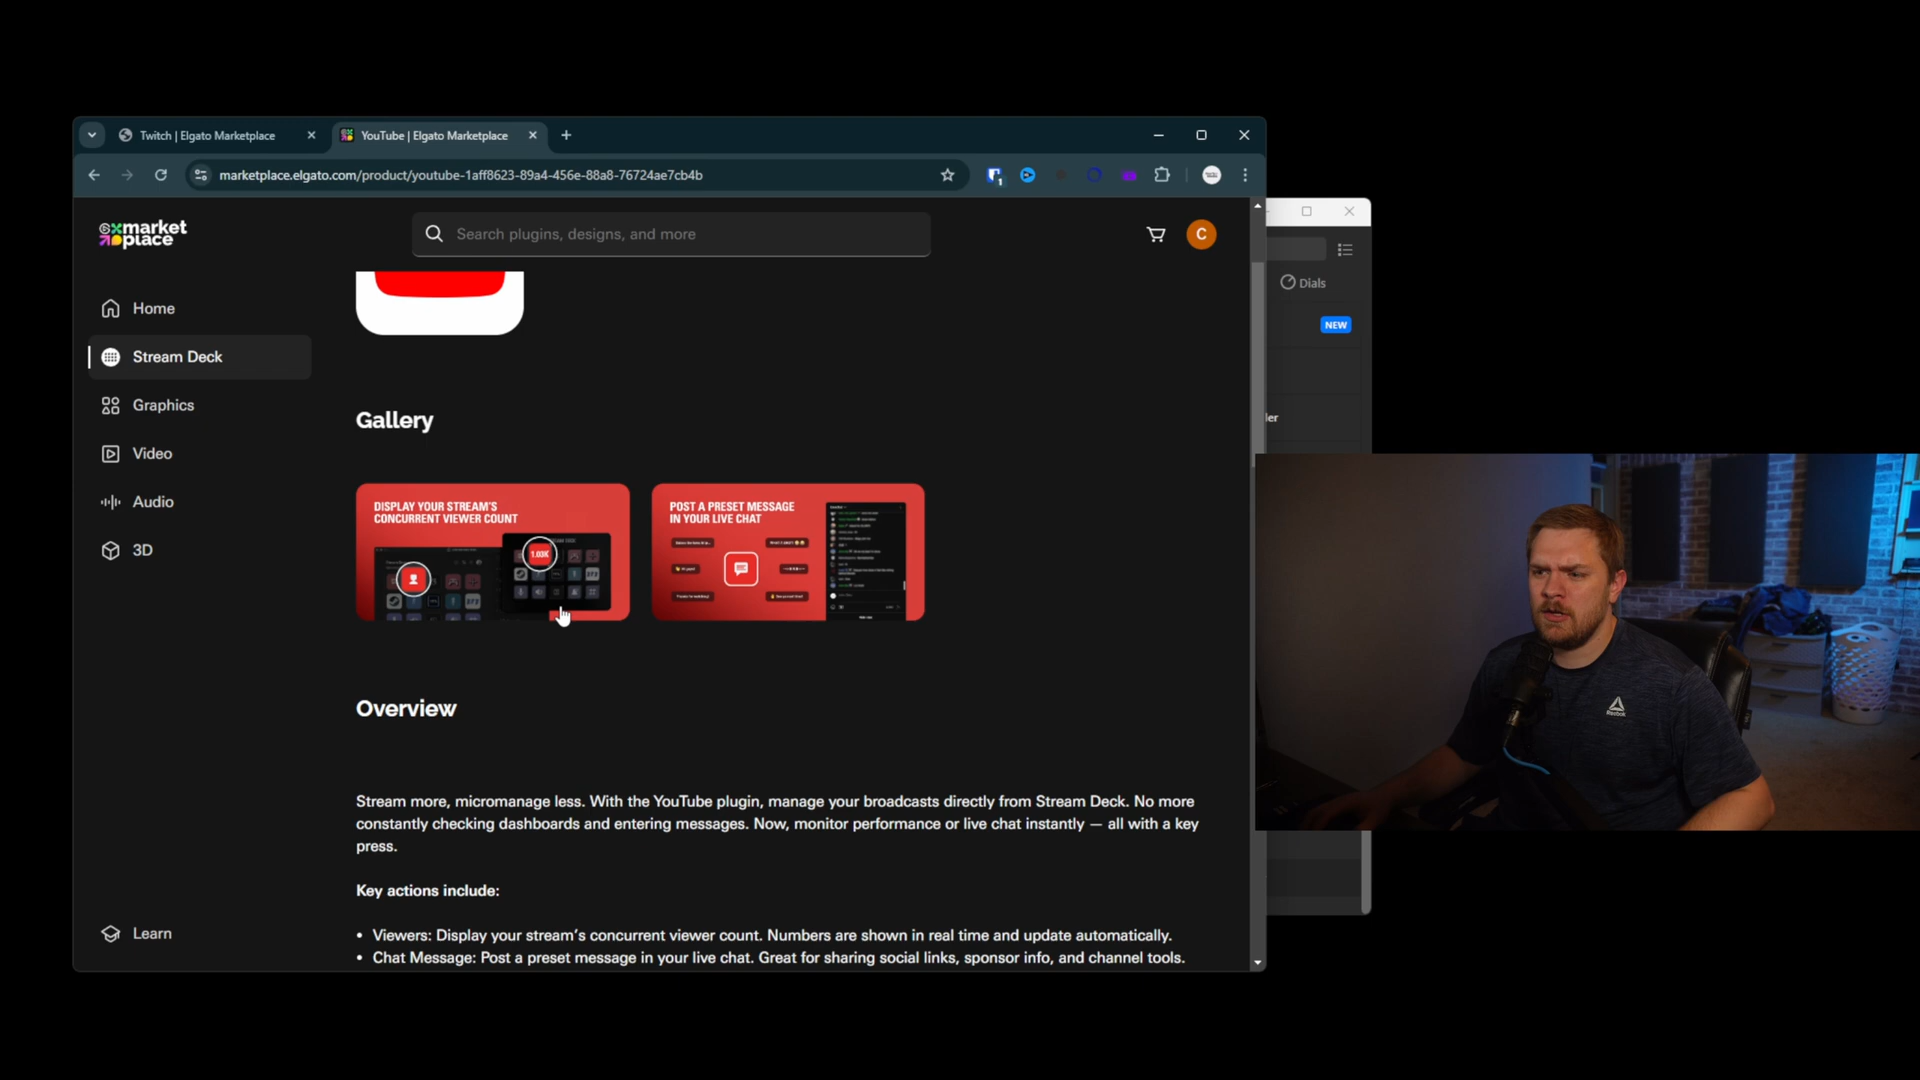 Twitch | Elgato Marketplace
YouTube | Elgato Marketplace
marketplace.elgato.com/product/youtube-1aff8623-89a4-456e-88a8-76724ae7cb4b
1
market
place
Search plugins, designs, and more
C
Home
Stream Deck
Graphics
Video
Audio
3D
Learn
Dials
NEW
ler
Gallery
DISPLAY YOUR STREAM'S
CONCURRENT VIEWER COUNT
1.03K
POST A PRESET MESSAGE
IN YOUR LIVE CHAT
Overview
Stream more, micromanage less. With the YouTube plugin, manage your broadcasts directly from Stream Deck. No more
constantly checking dashboards and entering messages. Now, monitor performance or live chat instantly — all with a key
press.
Key actions include:
• Viewers: Display your stream's concurrent viewer count. Numbers are shown in real time and update automatically.
• Chat Message: Post a preset message in your live chat. Great for sharing social links, sponsor info, and channel tools.
Reebok